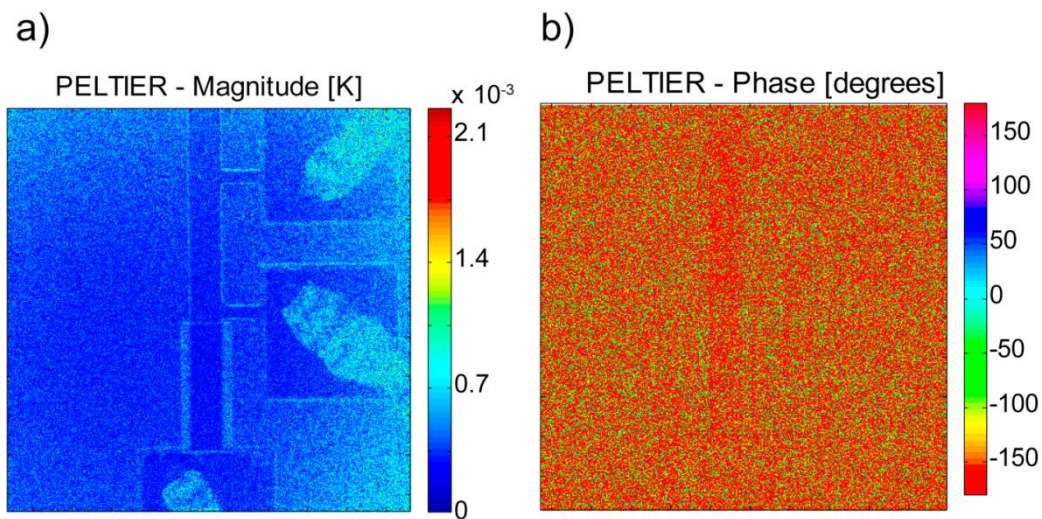 a)
PELTIER - Magnitude [K]
x 10-3
2.1
1.4
0.7
0
b)
PELTIER - Phase [degrees]
150
100
50
0
-50
-100
-150